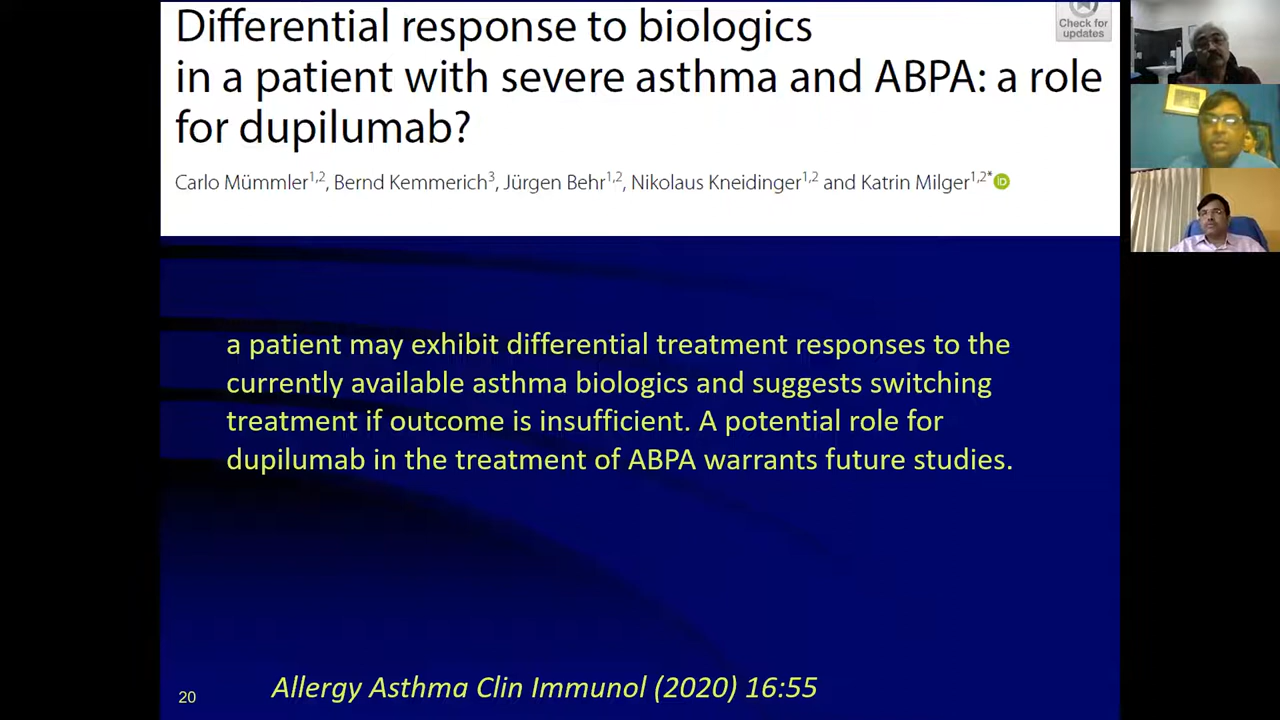 Differential response to biologics
in a patient with severe asthma and ABPA: a role
for dupilumab?
Check for
updates
Carlo Mümmler1,2, Bernd Kemmerich3, Jürgen Behr1,2, Nikolaus Kneidinger1,2 and Katrin Milger1,2*
iD
a patient may exhibit differential treatment responses to the
currently available asthma biologics and suggests switching
treatment if outcome is insufficient. A potential role for
dupilumab in the treatment of ABPA warrants future studies.
20
Allergy Asthma Clin Immunol (2020) 16:55